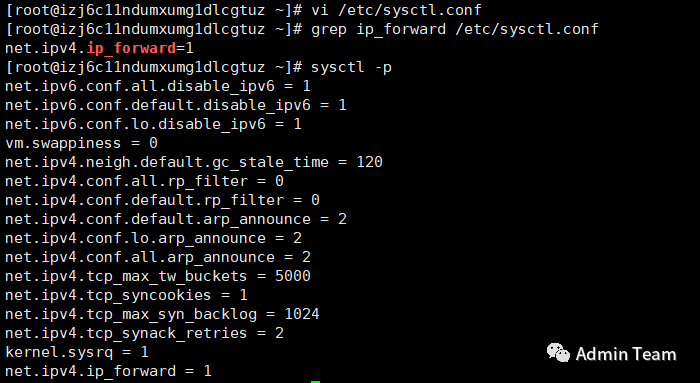 [root@izj6c11ndumxumg1dlcgtuz ~]# vi /etc/sysctl.conf
[root@izj6c11ndumxumg1dlcgtuz ~]# grep ip_forward /etc/sysctl.conf
net.ipv4.ip_forward=1
[root@izj6c11ndumxumg1dlcgtuz ~]# sysctl -p
net.ipv6.conf.all.disable_ipv6 = 1
net.ipv6.conf.default.disable_ipv6 = 1
net.ipv6.conf.lo.disable_ipv6 = 1
vm.swappiness = 0
net.ipv4.neigh.default.gc_stale_time = 120
net.ipv4.conf.all.rp_filter = 0
net.ipv4.conf.default.rp_filter = 0
net.ipv4.conf.default.arp_announce = 2
net.ipv4.conf.lo.arp_announce = 2
net.ipv4.conf.all.arp_announce = 2
net.ipv4.tcp_max_tw_buckets = 5000
net.ipv4.tcp_syncookies = 1
net.ipv4.tcp_max_syn_backlog = 1024
net.ipv4.tcp_synack_retries = 2
kernel.sysrq = 1
net.ipv4.ip_forward = 1
Admin Team